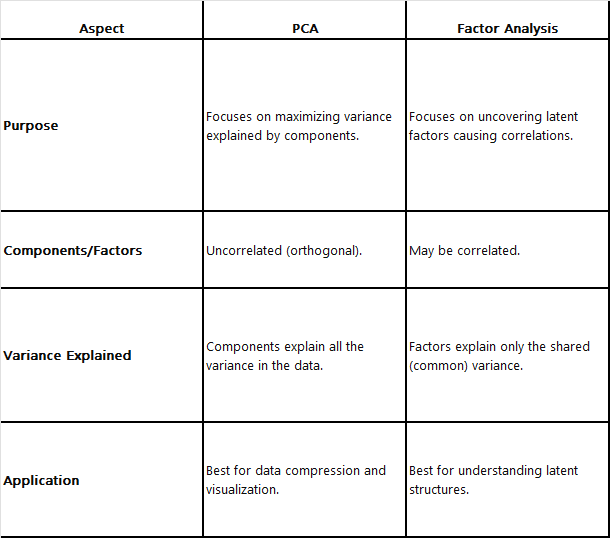 Aspect PCA Factor Analysis
Purpose
Focuses on maximizing variance
explained by components.
Focuses on uncovering latent
factors causing correlations.
Components/Factors Uncorrelated (orthogonal). May be correlated.
Variance Explained
Components explain all the
variance in the data.
Factors explain only the shared
(common) variance.
Application
Best for data compression and
visualization.
Best for understanding latent
structures.